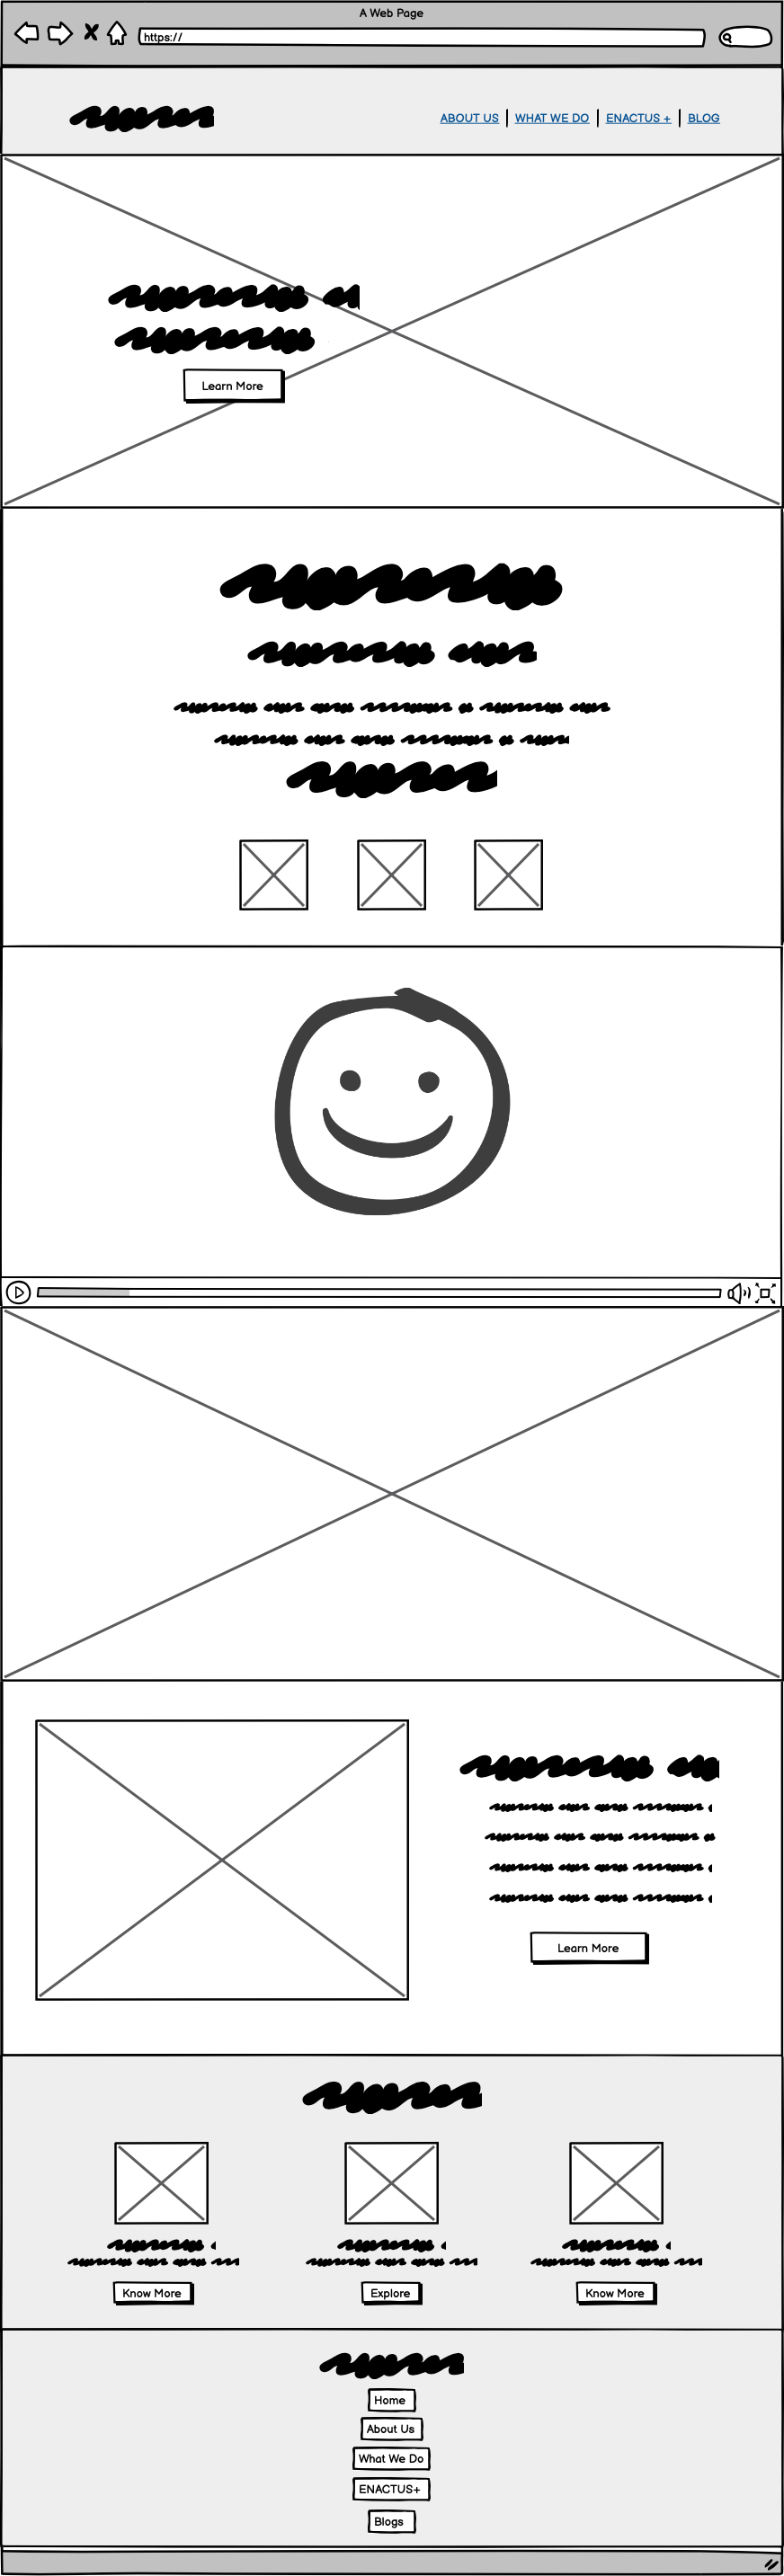 A Web Page
https://
ABOUT US | WHAT WE DO | ENACTUS + | BLOG
Learn More
Learn More
Know More
Explore
Know More
Home
About Us
What We Do
ENACTUS+
Blogs